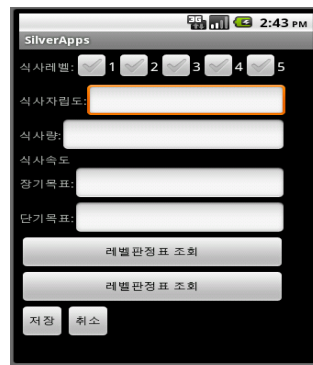 3G 2:43 PM
SilverApps
식사레벨: 1 2 3 4 5
식사자립도:
식사량:
식사속도
장기목표:
단기목표:
레벨판정표 조회
레벨판정표 조회
저장 취소